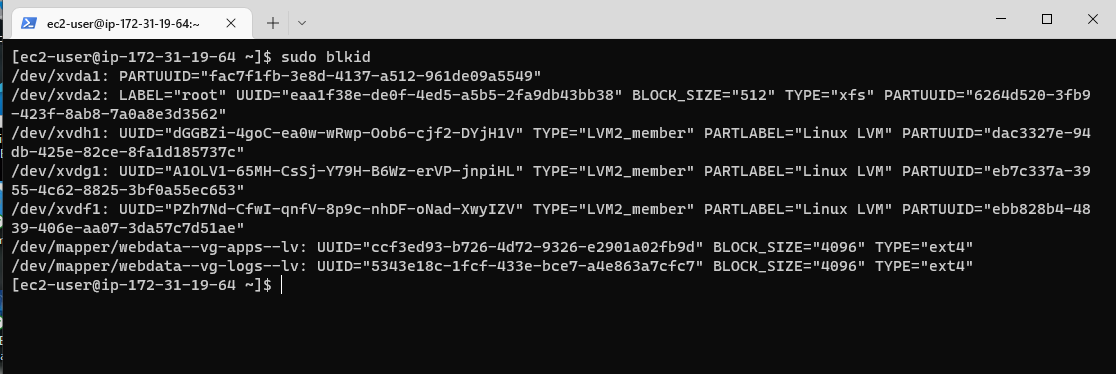 ec2-user@ip-172-31-19-64:~
[ec2-user@ip-172-31-19-64 ~]$ sudo blkid
/dev/xvda1: PARTUUID="fac7f1fb-3e8d-4137-a512-961de09a5549"
/dev/xvda2: LABEL="root" UUID="eaa1f38e-de0f-4ed5-a5b5-2fa9db43bb38" BLOCK_SIZE="512" TYPE="xfs" PARTUUID="6264d520-3fb9
-423f-8ab8-7a0a8e3d3562"
/dev/xvdh1: UUID="dGGBZi-4goC-ea0w-wRwp-Oob6-cjf2-DYjH1V" TYPE="LVM2_member" PARTLABEL="Linux LVM" PARTUUID="dac3327e-94
db-425e-82ce-8fa1d185737c"
/dev/xvdg1: UUID="A1OLV1-65MH-CsSj-Y79H-B6Wz-erVP-jnpiHL" TYPE="LVM2_member" PARTLABEL="Linux LVM" PARTUUID="eb7c337a-39
55-4c62-8825-3bf0a55ec653"
/dev/xvdf1: UUID="PZh7Nd-CfwI-qnfV-8p9c-nhDF-oNad-XwyIZV" TYPE="LVM2_member" PARTLABEL="Linux LVM" PARTUUID="ebb828b4-48
39-406e-aa07-3da57c7d51ae"
/dev/mapper/webdata--vg-apps--lv: UUID="ccf3ed93-b726-4d72-9326-e2901a02fb9d" BLOCK_SIZE="4096" TYPE="ext4"
/dev/mapper/webdata--vg-logs--lv: UUID="5343e18c-1fcf-433e-bce7-a4e863a7cfc7" BLOCK_SIZE="4096" TYPE="ext4"
[ec2-user@ip-172-31-19-64 ~]$